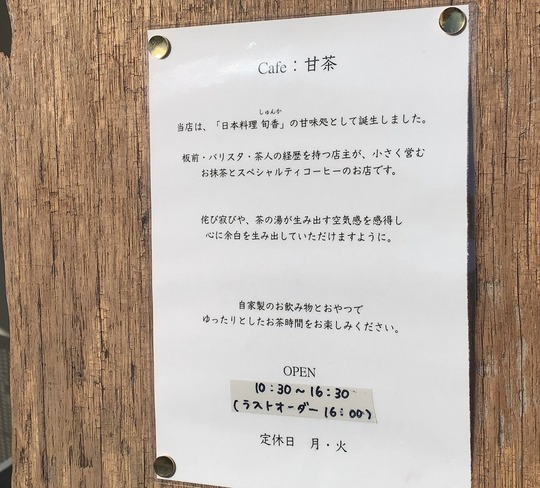 Cafe：甘茶
しゅんか
当店は、「日本料理 旬香」の甘味処として誕生しました。
板前・バリスタ・茶人の経歴を持つ店主が、小さく営む
お抹茶とスペシャルティコーヒーのお店です。
侘び寂びや、茶の湯が生み出す空気感を感得し
心に余白を生み出していただけますように。
自家製のお飲み物とおやつで
ゆったりとしたお茶時間をお楽しみください。
OPEN
10:30～16:30
(ラストオーダー 16:00)
定休日　月・火